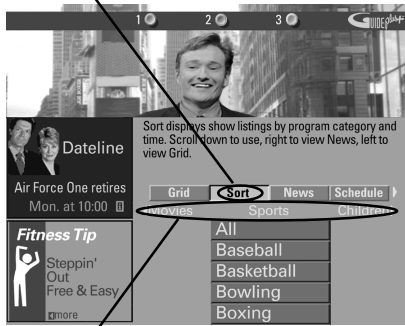 1 2 3 GUIDE plus+
Sort displays show listings by program category and
time. Scroll down to use, right to view News, left to
view Grid.
Dateline
Air Force One retires
Mon. at 10:00
Grid Sort News Schedule
Movies Sports Children
Fitness Tip
Steppin'
Out
Free & Easy
more
All
Baseball
Basketball
Bowling
Boxing